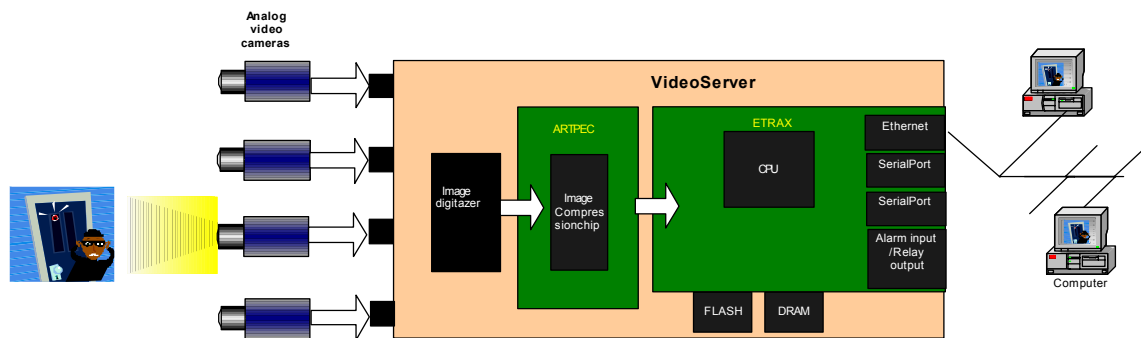 Analog
video
cameras
VideoServer
ARTPEC
ETRAX
Ethernet
CPU
SerialPort
Image
digitazer
Image
Compres
sionchip
SerialPort
Alarm input
/Relay
output
FLASH
DRAM
Computer